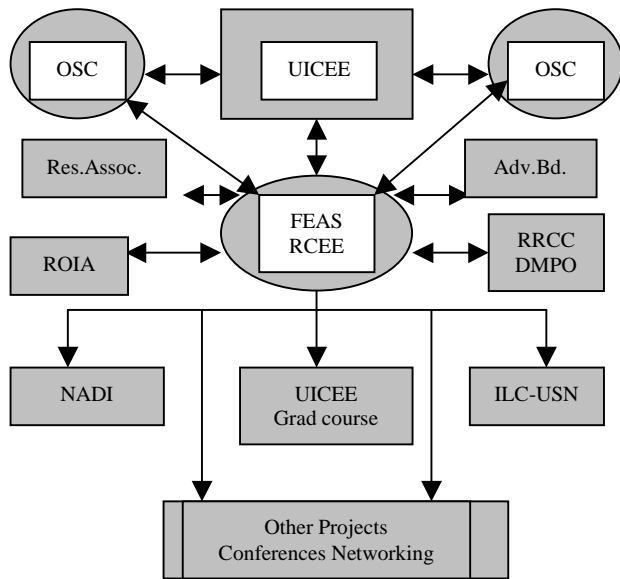 OSC
UICEE
OSC
Res.Assoc.
Adv.Bd.
FEAS
RCEE
ROIA
RRCC
DMPO
NADI
UICEE
Grad course
ILC-USN
Other Projects
Conferences Networking